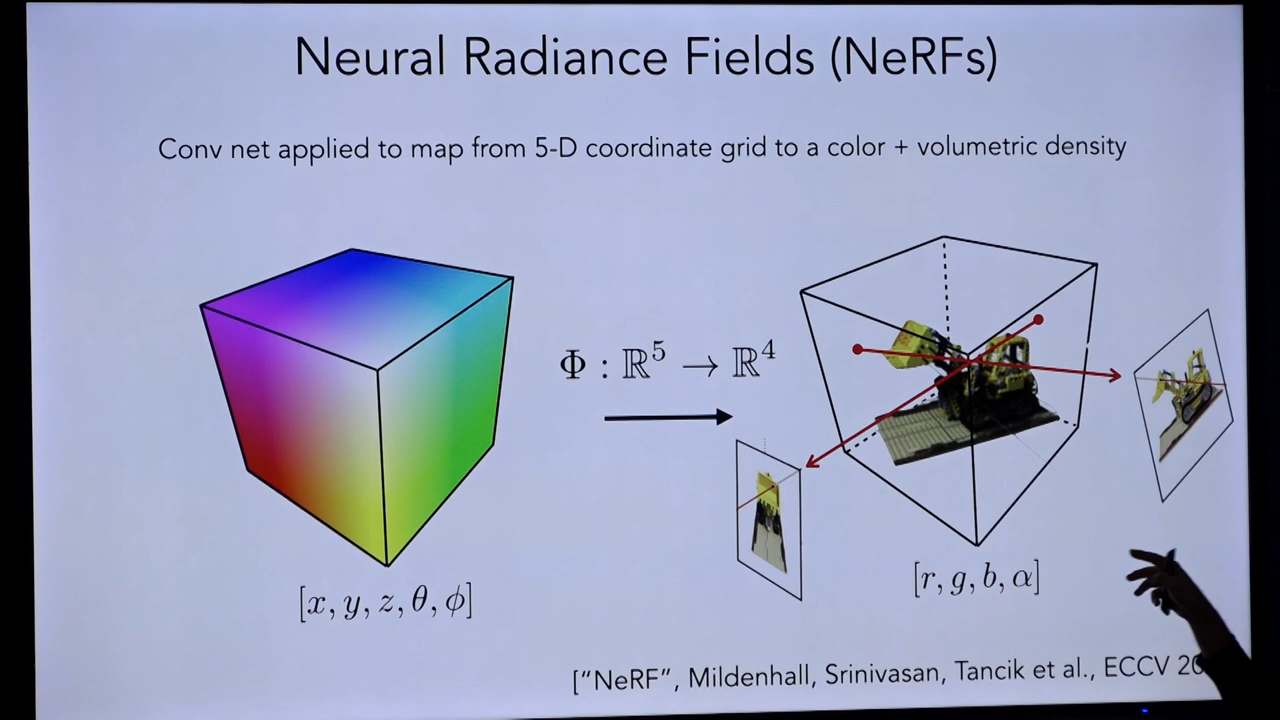 Neural Radiance Fields (NeRFs)
Conv net applied to map from 5-D coordinate grid to a color + volumetric density
Φ : ℝ⁵ → ℝ⁴
[x, y, z, θ, ϕ]
[r, g, b, α]
["NeRF", Mildenhall, Srinivasan, Tancik et al., ECCV